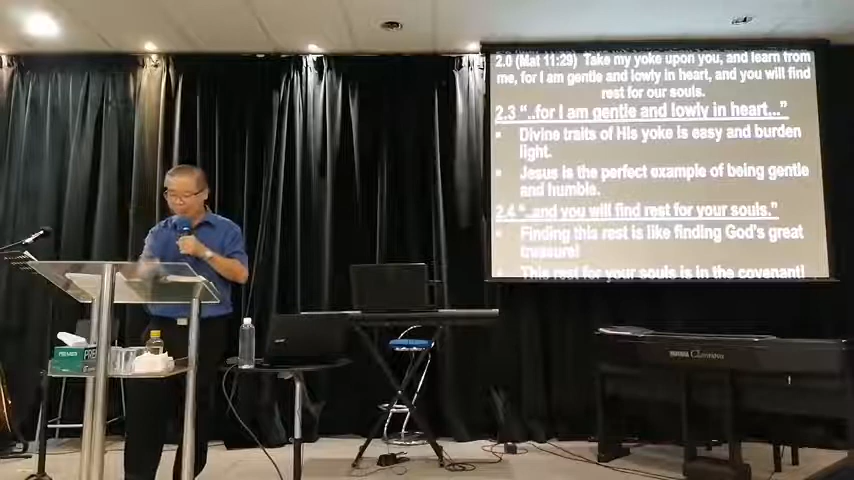 2.0 (Mat 11:29) Take my yoke upon you, and learn from
me, for I am gentle and lowly in heart, and you will find
rest for our souls.
2.3 “..for I am gentle and lowly in heart...”
▪ Divine traits of HIS yoke is easy, and burden
light.
▪ Jesus is the perfect example of being gentle
and humble.
2.4 “..and you will find rest for your souls.
▪ Finding this rest is like finding God's great
treasure!
This rest for your souls is in the covenant
PREMIER
YAMAHA Clavinova